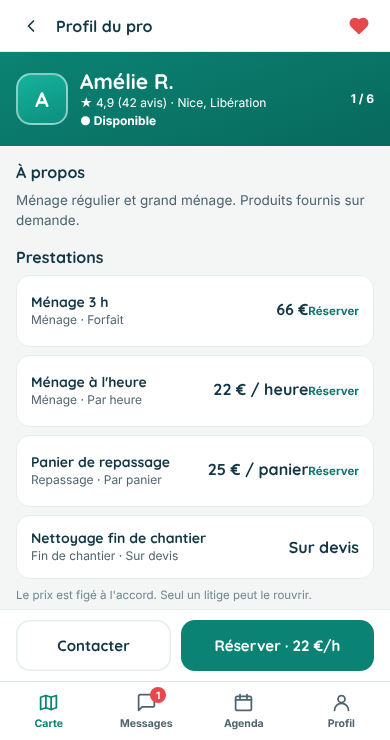 Profil du pro
A
Amélie R.
★ 4,9 (42 avis) · Nice, Libération
Disponible
1 / 6
À propos
Ménage régulier et grand ménage. Produits fournis sur
demande.
Prestations
Ménage 3 h
Ménage · Forfait
66 €Réserver
Ménage à l'heure
Ménage · Par heure
22 € / heureRéserver
Panier de repassage
Repassage · Par panier
25 € / panierRéserver
Nettoyage fin de chantier
Fin de chantier · Sur devis
Sur devis
Le prix est figé à l'accord. Seul un litige peut le rouvrir.
Contacter
Réserver · 22 €/h
1
Carte
Messages
Agenda
Profil